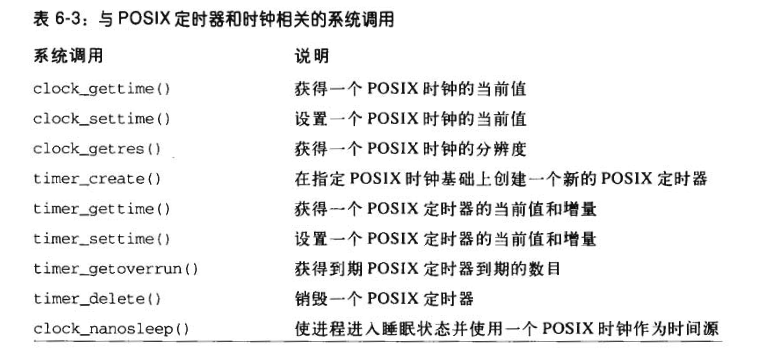 表 6-3：与 POSIX 定时器和时钟相关的系统调用
系统调用 说明
clock_gettime() 获得一个 POSIX 时钟的当前值
clock_settime() 设置一个 POSIX 时钟的当前值
clock_getres() 获得一个 POSIX 时钟的分辨度
timer_create() 在指定 POSIX 时钟基础上创建一个新的 POSIX 定时器
timer_gettime() 获得一个 POSIX 定时器的当前值和增量
timer_settime() 设置一个 POSIX 定时器的当前值和增量
timer_getoverrun() 获得到期 POSIX 定时器到期的数目
timer_delete() 销毁一个 POSIX 定时器
clock_nanosleep() 使进程进入睡眠状态并使用一个 POSIX 时钟作为时间源